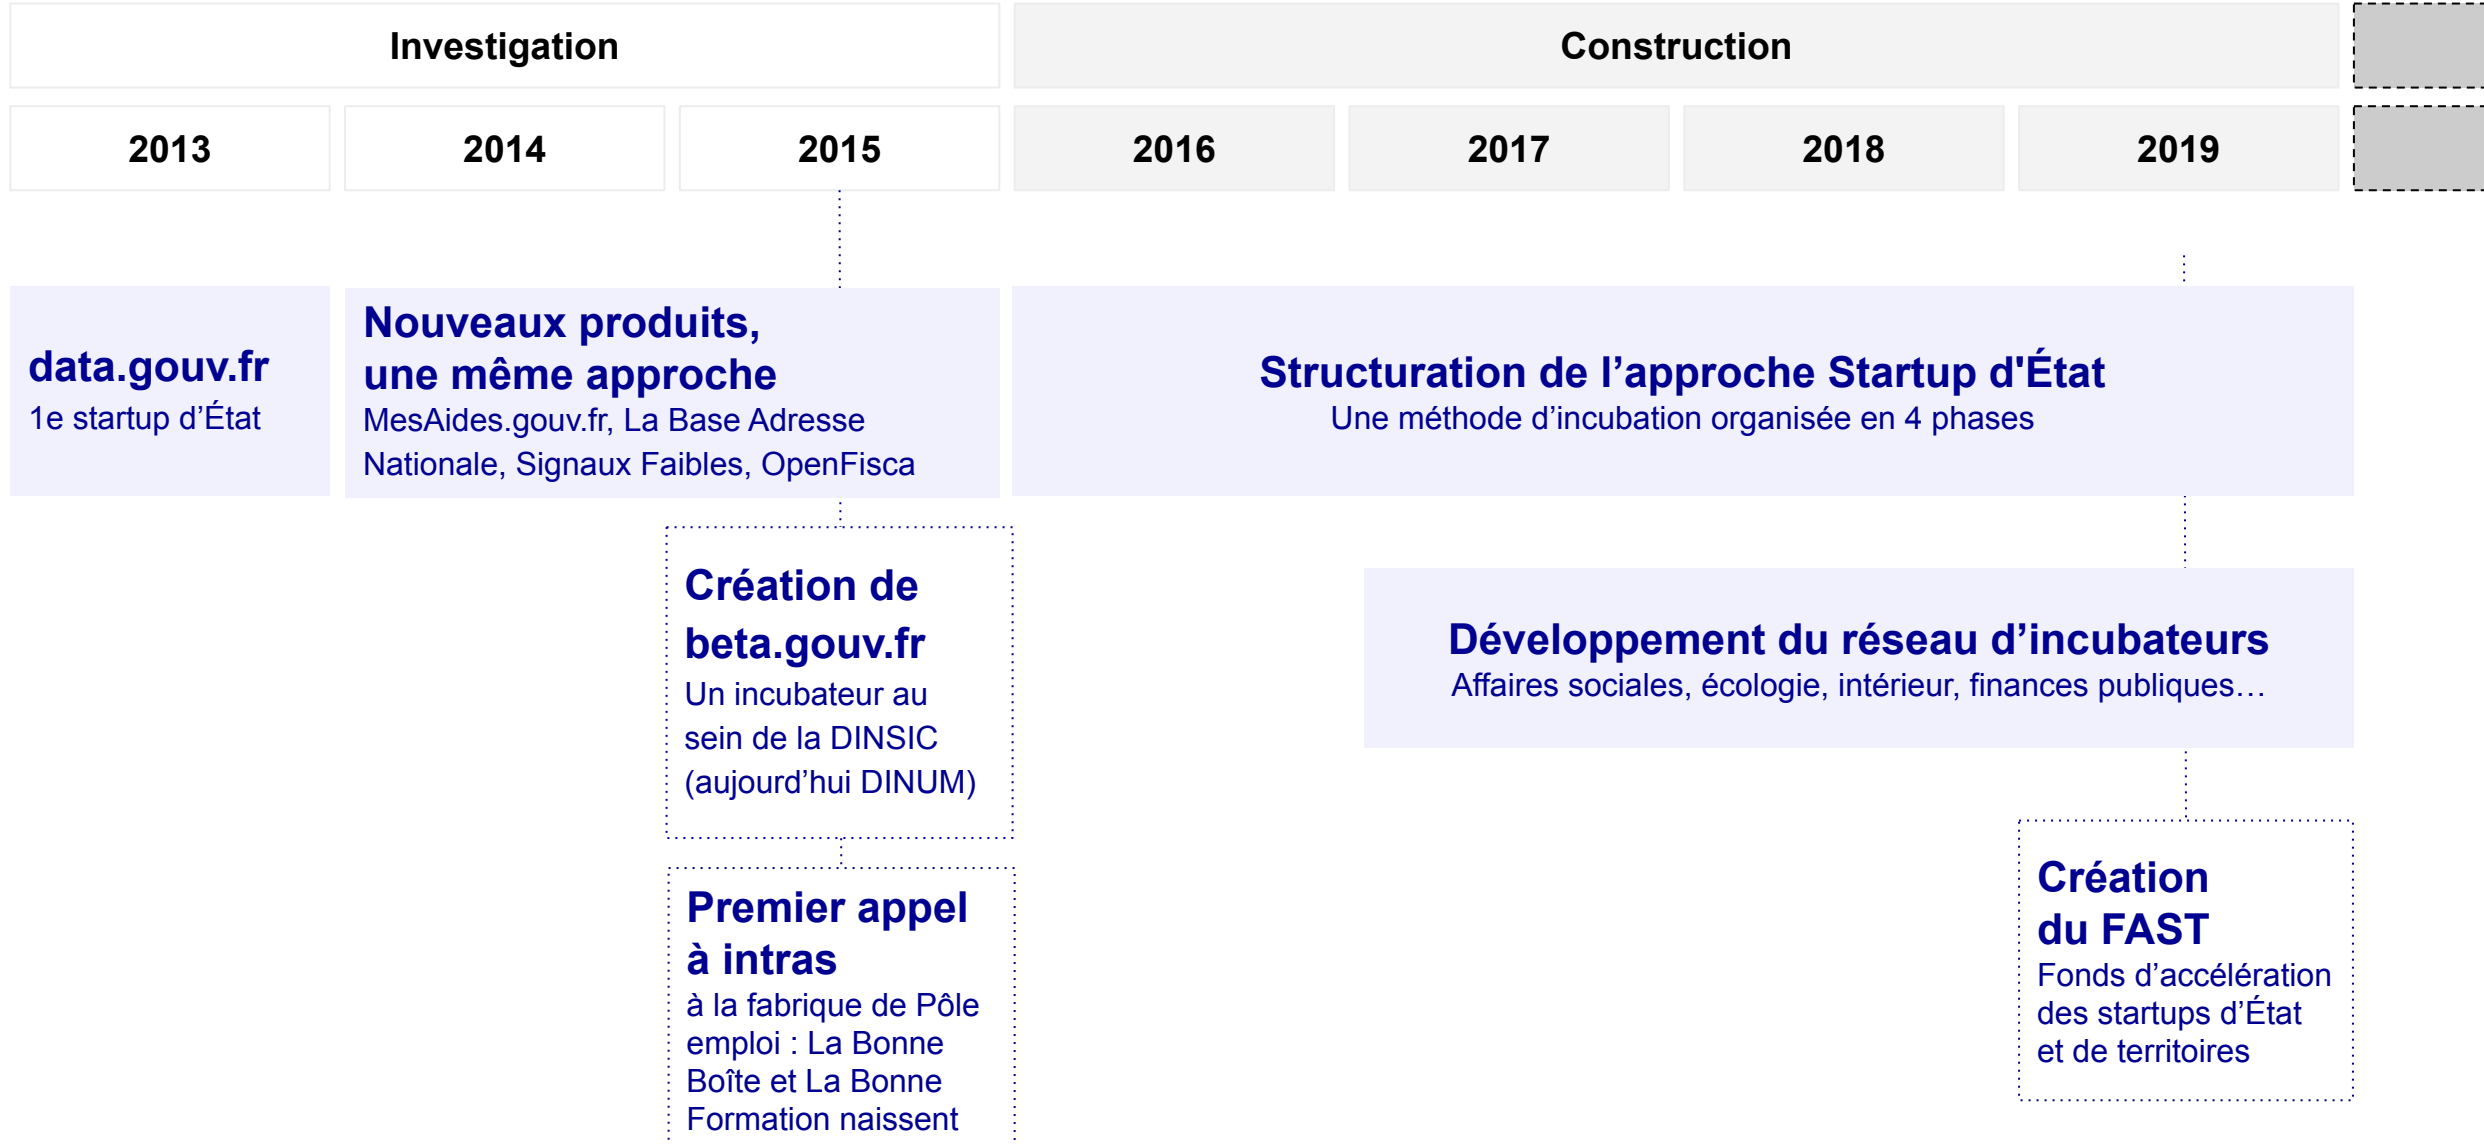 Investigation
Construction
2013
2014
2015
2016
2017
2018
2019
data.gouv.fr
1e startup d’État
Nouveaux produits,
une même approche
MesAides.gouv.fr, La Base Adresse
Nationale, Signaux Faibles, OpenFisca
Structuration de l’approche Startup d'État
Une méthode d’incubation organisée en 4 phases
Création de
beta.gouv.fr
Un incubateur au
sein de la DINSIC
(aujourd’hui DINUM)
Développement du réseau d’incubateurs
Affaires sociales, écologie, intérieur, finances publiques…
Premier appel
à intras
à la fabrique de Pôle
emploi : La Bonne
Boîte et La Bonne
Formation naissent
Création
du FAST
Fonds d’accélération
des startups d’État
et de territoires